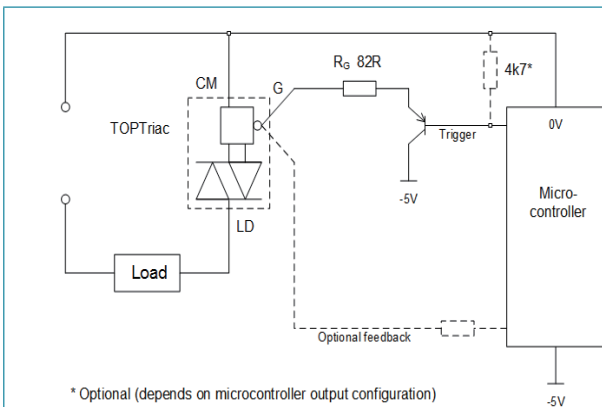 R_G 82R
4k7*
CM
G
TOPTriac
0V
Trigger
-5V
Micro-
controller
LD
Load
Optional feedback
* Optional (depends on microcontroller output configuration)
-5V